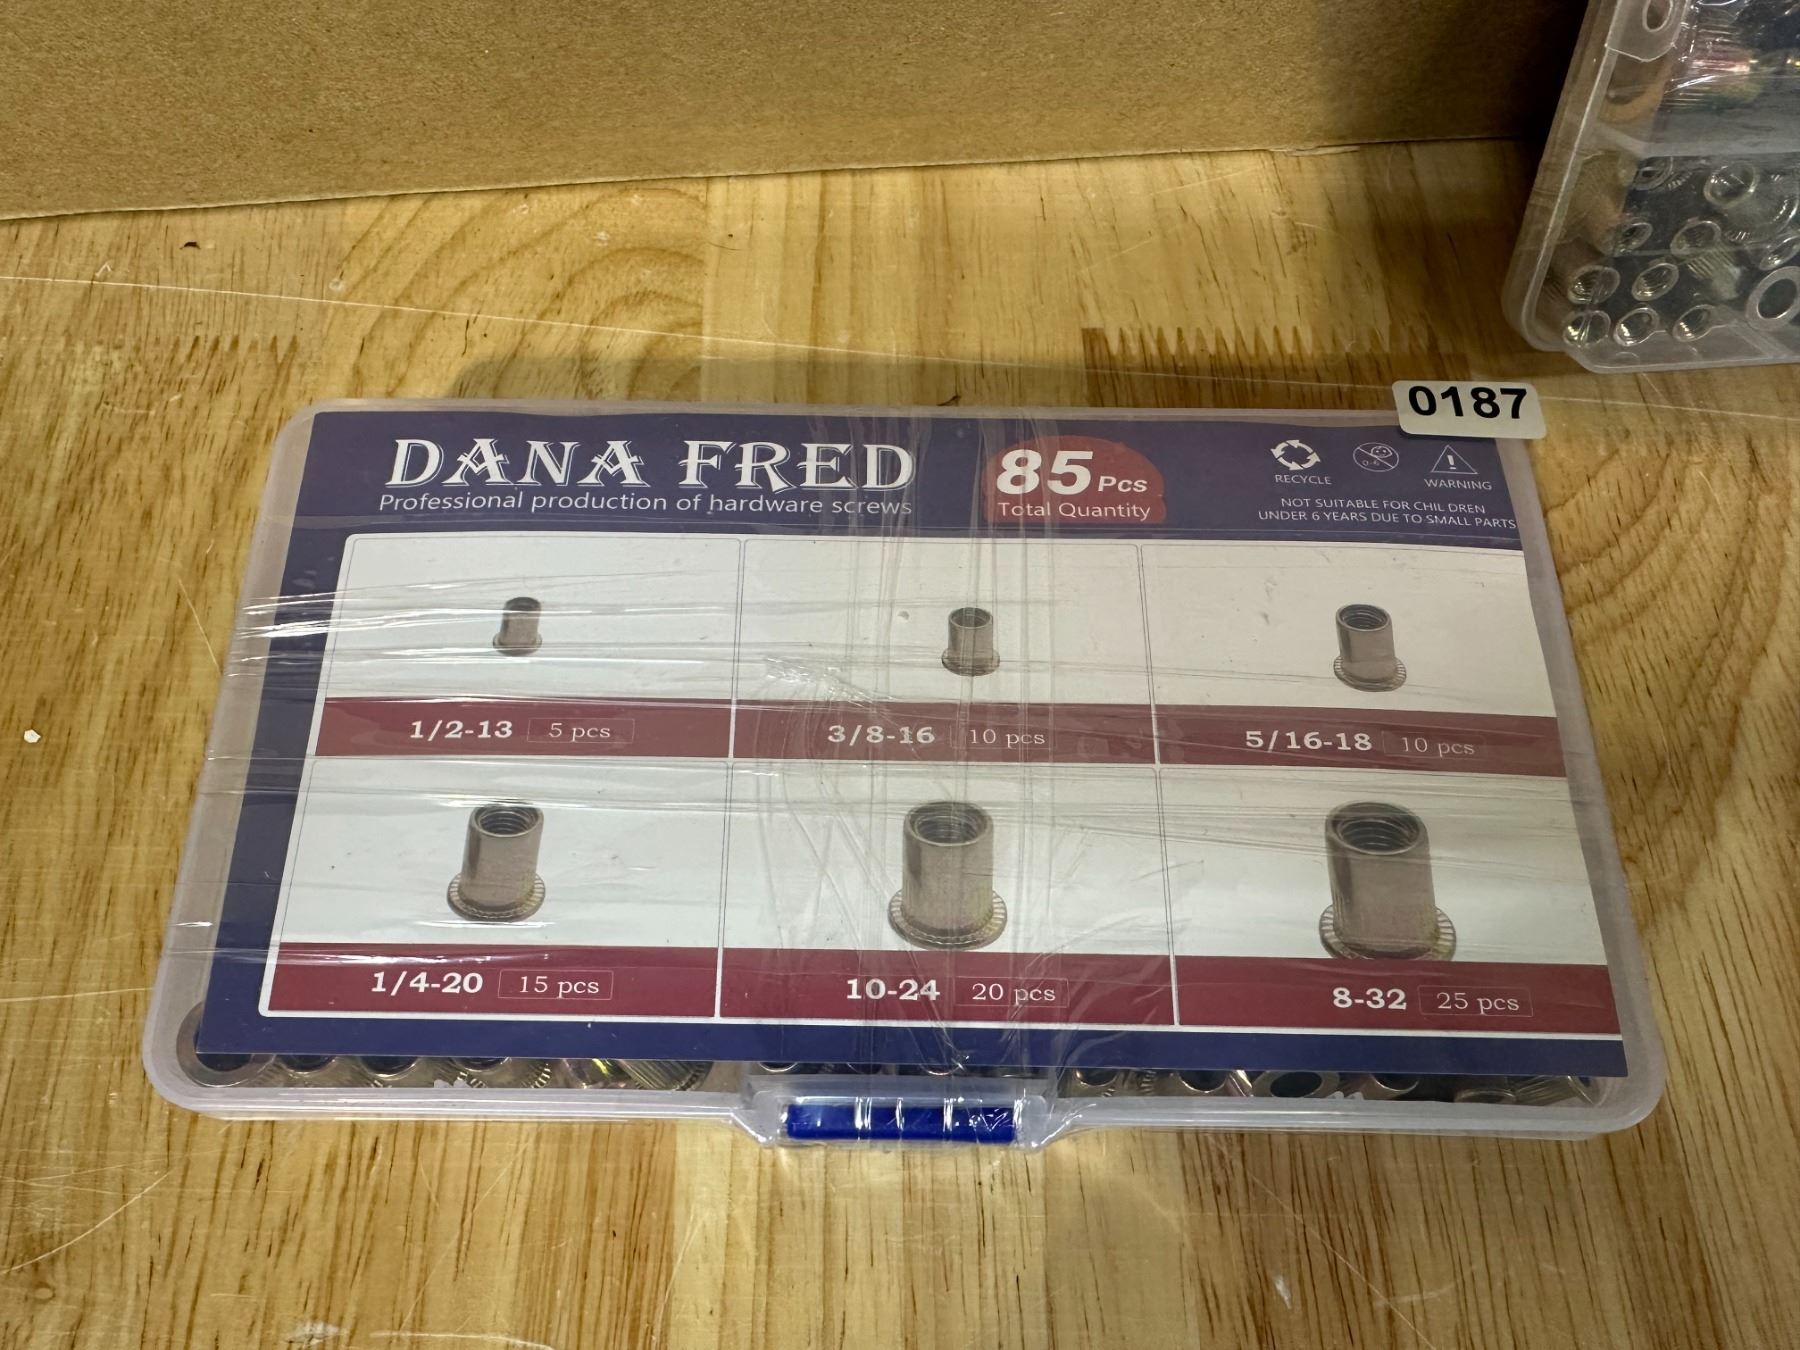 0187
DANA FRED
Professional production of hardware screws
85 Pcs
Total Quantity
RECYCLE
0-6
WARNING
NOT SUITABLE FOR CHIL DREN
UNDER 6 YEARS DUE TO SMALL PARTS
1/2-13 5 pcs
3/8-16 10 pcs
5/16-18 10 pcs
1/4-20 15 pcs
10-24 20 pcs
8-32 25 pcs